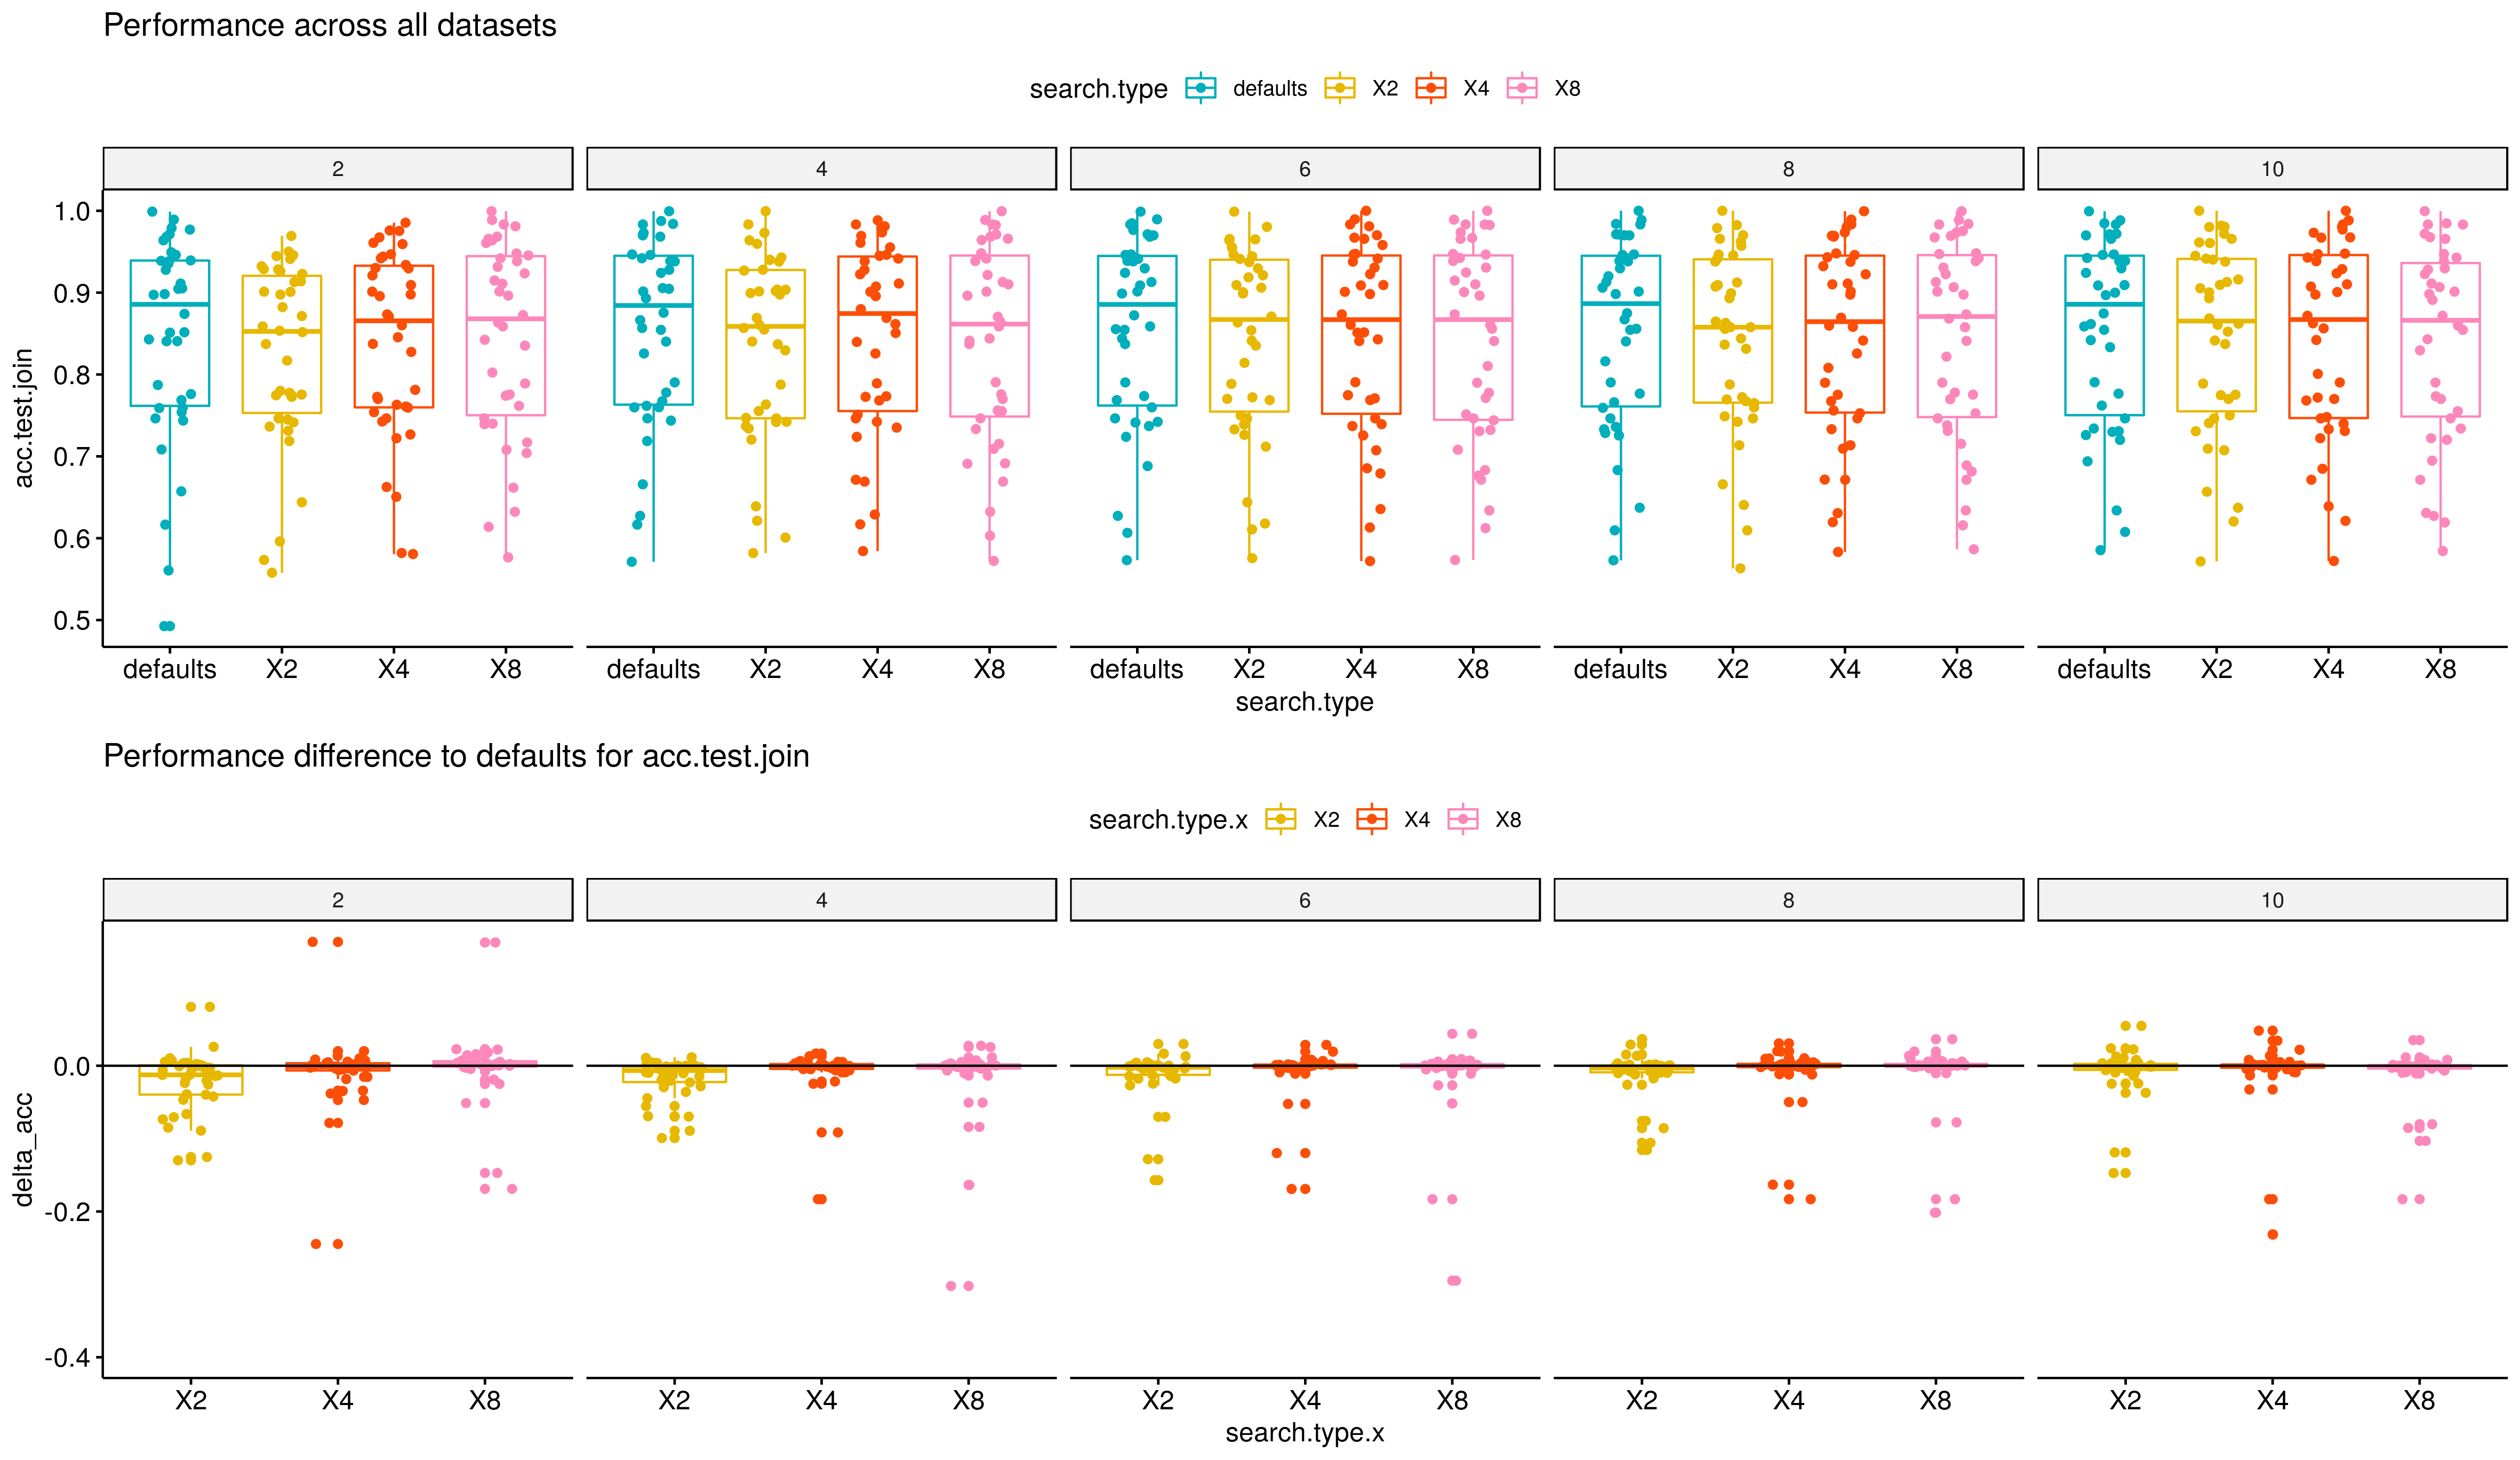 Performance across all datasets
search.type defaults X2 X4 X8
2 4 6 8 10
1.0
0.9
0.8
0.7
0.6
0.5
acc.test.join
defaults X2 X4 X8 defaults X2 X4 X8 defaults X2 X4 X8 defaults X2 X4 X8 defaults X2 X4 X8
search.type
Performance difference to defaults for acc.test.join
search.type.x X2 X4 X8
2 4 6 8 10
0.0
-0.2
-0.4
delta_acc
X2 X4 X8 X2 X4 X8 X2 X4 X8 X2 X4 X8 X2 X4 X8
search.type.x